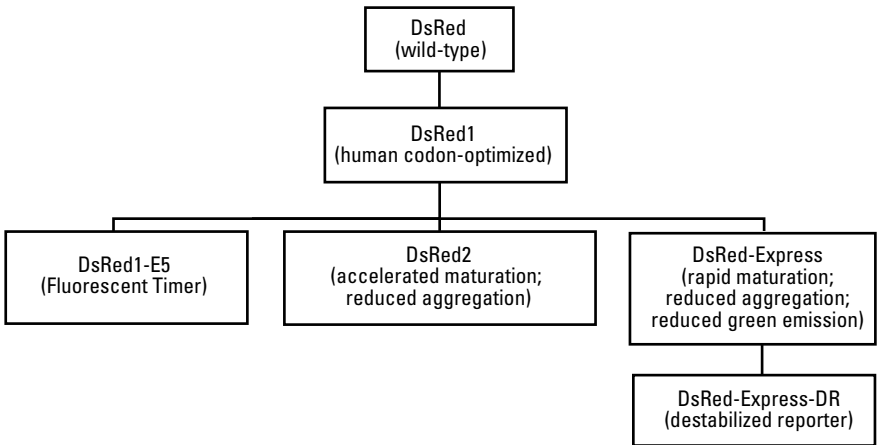 DsRed
(wild-type)
DsRed1
(human codon-optimized)
DsRed1-E5
(Fluorescent Timer)
DsRed2
(accelerated maturation;
reduced aggregation)
DsRed-Express
(rapid maturation;
reduced aggregation;
reduced green emission)
DsRed-Express-DR
(destabilized reporter)